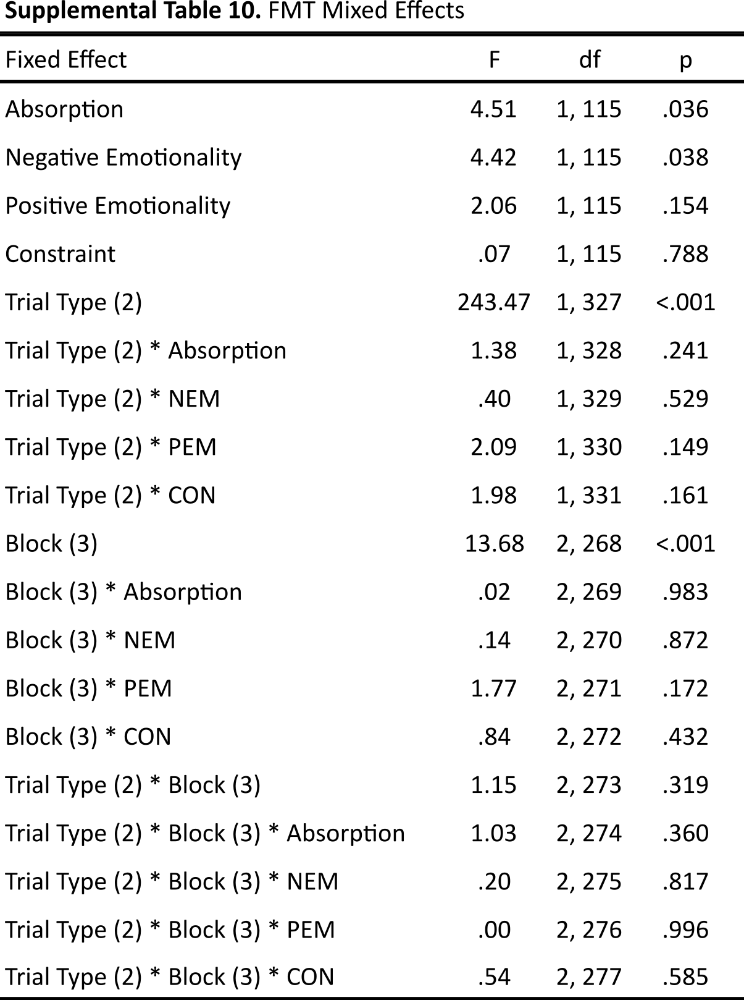 Supplemental Table 10. FMT Mixed Effects
Fixed Effect F df p
Absorption 4.51 1, 115 .036
Negative Emotionality 4.42 1, 115 .038
Positive Emotionality 2.06 1, 115 .154
Constraint .07 1, 115 .788
Trial Type (2) 243.47 1, 327 <.001
Trial Type (2) * Absorption 1.38 1, 328 .241
Trial Type (2) * NEM .40 1, 329 .529
Trial Type (2) * PEM 2.09 1, 330 .149
Trial Type (2) * CON 1.98 1, 331 .161
Block (3) 13.68 2, 268 <.001
Block (3) * Absorption .02 2, 269 .983
Block (3) * NEM .14 2, 270 .872
Block (3) * PEM 1.77 2, 271 .172
Block (3) * CON .84 2, 272 .432
Trial Type (2) * Block (3) 1.15 2, 273 .319
Trial Type (2) * Block (3) * Absorption 1.03 2, 274 .360
Trial Type (2) * Block (3) * NEM .20 2, 275 .817
Trial Type (2) * Block (3) * PEM .00 2, 276 .996
Trial Type (2) * Block (3) * CON .54 2, 277 .585